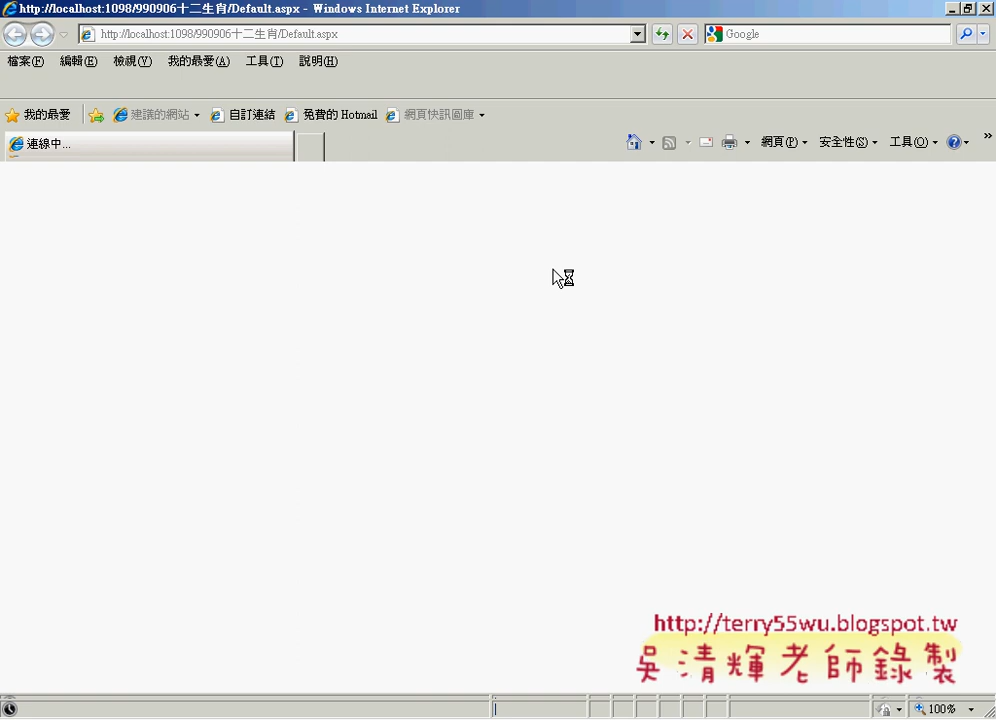 http://localhost:1098/990906十二生肖/Default.aspx - Windows Internet Explorer
http://localhost:1098/990906十二生肖/Default.aspx
Google
檔案(F) 編輯(E) 檢視(V) 我的最愛(A) 工具(T) 說明(H)
我的最愛 建議的網站 自訂連結 免費的 Hotmail 網頁快訊圖庫
連線中...
網頁(P) 安全性(S) 工具(O)
http://terry55wu.blogspot.tw
吳清輝老師錄製
100%